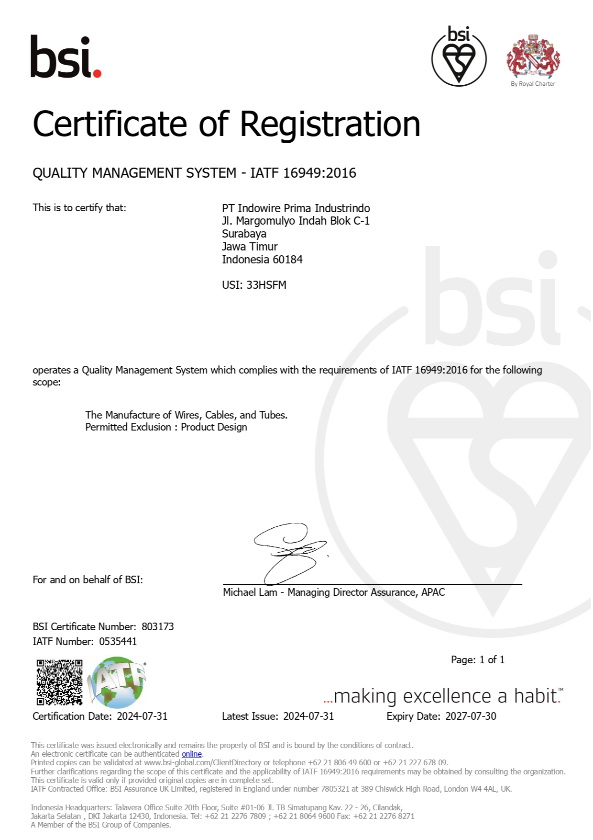 bsi.
bsi
By Royal Charter
Certificate of Registration
QUALITY MANAGEMENT SYSTEM - IATF 16949:2016
This is to certify that:
PT Indowire Prima Industrindo
Jl. Margomulyo Indah Blok C-1
Surabaya
Jawa Timur
Indonesia 60184
USI: 33HSFM
bsi
operates a Quality Management System which complies with the requirements of IATF 16949:2016 for the following
scope:
The Manufacture of Wires, Cables, and Tubes.
Permitted Exclusion : Product Design
For and on behalf of BSI:
Michael Lam - Managing Director Assurance, APAC
BSI Certificate Number: 803173
IATF Number: 0535441
IATF
Page: 1 of 1
...making excellence a habit.™
Certification Date: 2024-07-31
Latest Issue: 2024-07-31
Expiry Date: 2027-07-30
This certificate was issued electronically and remains the property of BSI and is bound by the conditions of contract.
An electronic certificate can be authenticated online.
Printed copies can be validated at www.bsi-global.com/ClientDirectory or telephone +62 21 806 49 600 or +62 21 227 678 09.
Further clarifications regarding the scope of this certificate and the applicability of IATF 16949:2016 requirements may be obtained by consulting the organization.
This certificate is valid only if provided original copies are in complete set.
IATF Contracted Office: BSI Assurance UK Limited, registered in England under number 7805321 at 389 Chiswick High Road, London W4 4AL, UK.
Indonesia Headquarters: Talavera Office Suite 20th Floor, Suite #01-06 Jl. TB Simatupang Kav. 22 - 26, Cilandak,
Jakarta Selatan , DKI Jakarta 12430, Indonesia. Tel: +62 21 2276 7809 ; +62 21 8064 9600 Fax: +62 21 2276 8271
A Member of the BSI Group of Companies.